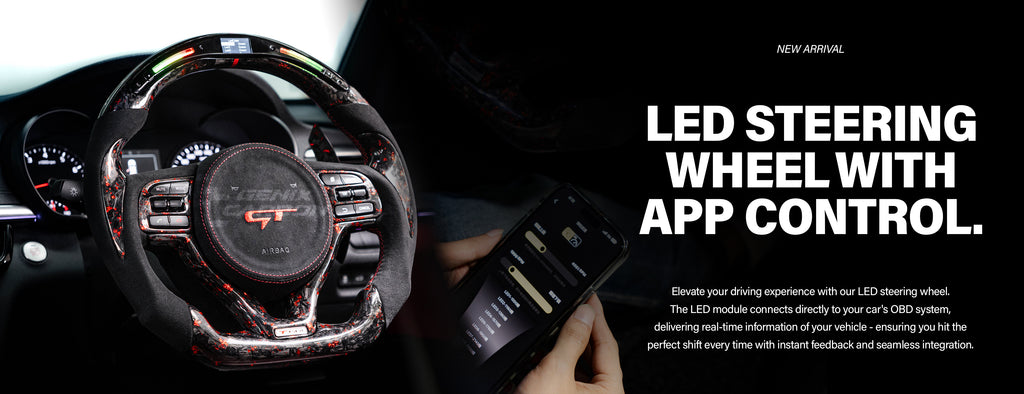 NEW ARRIVAL
LED STEERING
WHEEL WITH
APP CONTROL.
Elevate your driving experience with our LED steering wheel.
The LED module connects directly to your car's OBD system,
delivering real-time information of your vehicle - ensuring you hit the
perfect shift every time with instant feedback and seamless integration.
GT
AIRBAG